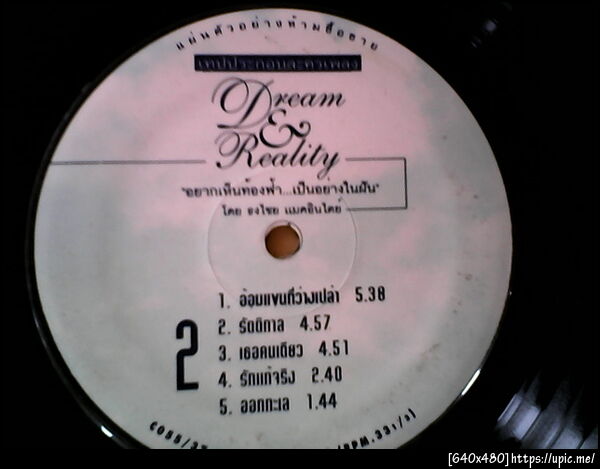 แผ่นตัวอย่างห้ามซื้อขาย
เทปประกอบละครเพลง
Dream
&
Reality
"อยากเห็นท้องฟ้า...เป็นอย่างในฝัน"
โดย ธงไชย แมคอินไตย์
2
1. อ้อมแขนที่ว่างเปล่า 5.38
2. รัตติกาล 4.57
3. เธอคนเดียว 4.51
4. รักแท้จริง 2.40
5. ออกทะเล 1.44
[640x480]https://upic.me/